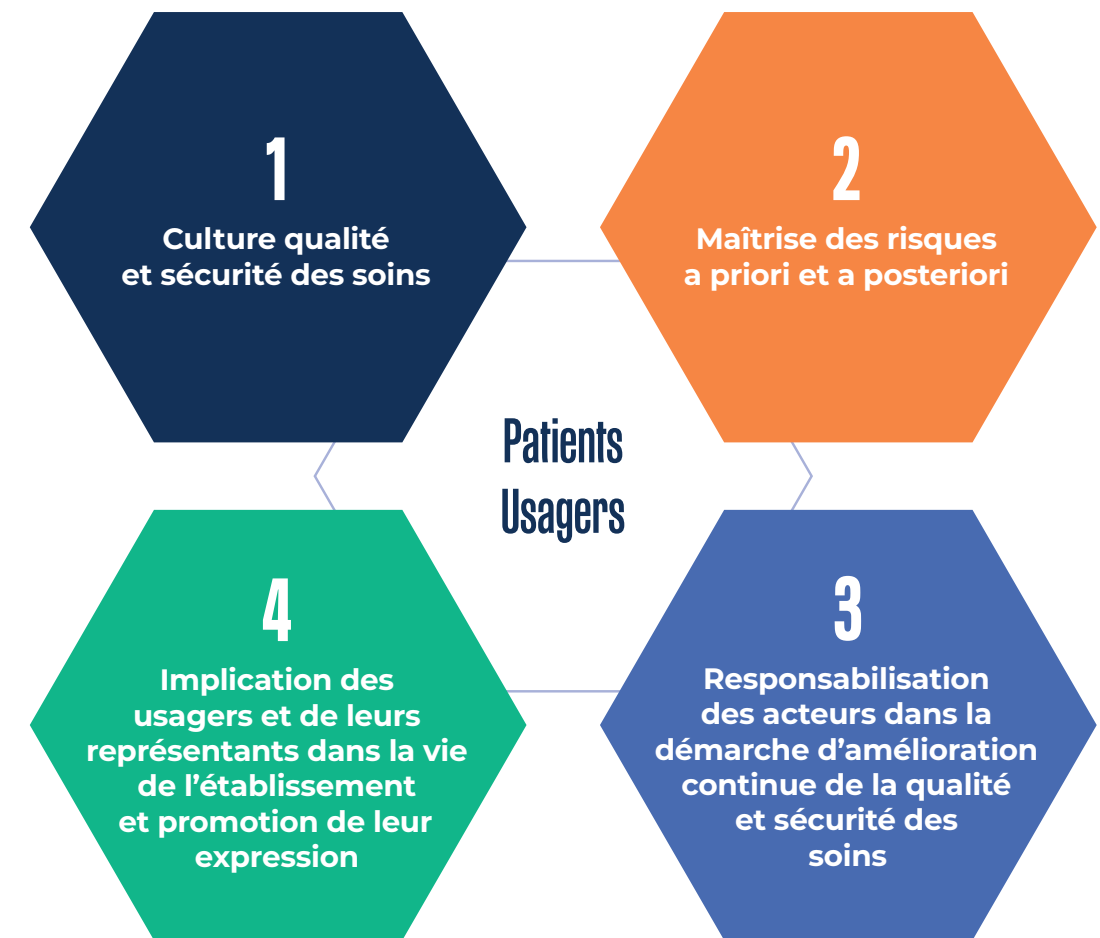 1
Culture qualité
et sécurité des soins
2
Maîtrise des risques
a priori et a posteriori
Patients
Usagers
4
Implication des
usagers et de leurs
représentants dans la vie
de l’établissement
et promotion de leur
expression
3
Responsabilisation
des acteurs dans la
démarche d’amélioration
continue de la qualité
et sécurité des
soins